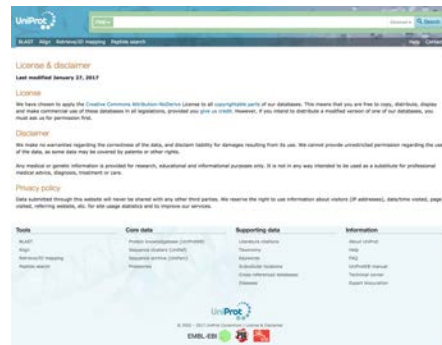 UniProt
BLAST Align Retrieve/ID mapping Peptide search
Help Contact
License & disclaimer
Last modified January 27, 2017
License
We have chosen to apply the Creative Commons Attribution-NoDerivs License to all copyrightable parts of our databases. This means that you are free to copy, distribute, display
and make commercial use of these databases in all legislations, provided you give us credit. However, if you intend to distribute a modified version of one of our databases, you
must ask us for permission first.
Disclaimer
We make no warranties regarding the correctness of the data, and disclaim liability for damages resulting from its use. We cannot provide unrestricted permission regarding the use
of the data, as some data may be covered by patents or other rights.
Any medical or genetic information is provided for research, educational and informational purposes only. It is not in any way intended to be used as a substitute for professional
medical advice, diagnosis, treatment or care.
Privacy policy
Data submitted through this website will never be shared with any other third parties. We reserve the right to use information about visitors (IP addresses), date/time visited, page
visited, referring website, etc. for site usage statistics and to improve our services.
Tools Core data Supporting data Information
BLAST Protein knowledgebase (UniProtKB) Literature citations About UniProt
Align Sequence clusters (UniRef) Taxonomy Help
Retrieve/ID mapping Sequence archive (UniParc) Keywords FAQ
Peptide search Proteomes Subcellular locations UniProtKB manual
Cross-referenced databases Technical corner
Diseases Expert biocuration
UniProt
© 2002 – 2017 UniProt Consortium | License & Disclaimer
EMBL-EBI